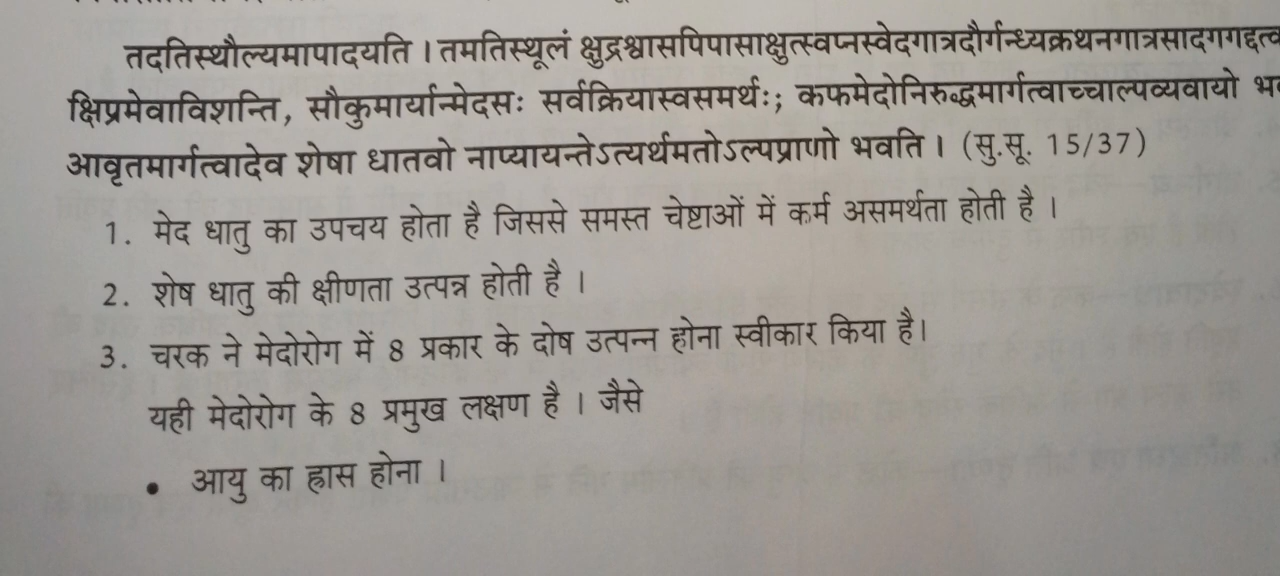 तदतिस्थौल्यमापादयति । तमतिस्थूलं क्षुद्रश्वासपिपासाक्षुत्स्वप्नस्वेदगात्रदौर्गन्ध्यक्रथनगात्रसादगगद्दत्व
क्षिप्रमेवाविशन्ति, सौकुमार्यान्मेदसः सर्वक्रियास्वसमर्थः; कफमेदोनिरुद्धमार्गत्वाच्चाल्पव्यवायो
आवृतमार्गत्वादेव शेषा धातवो नाप्यायन्तेऽत्यर्थमतोऽल्पप्राणो भवति । (सु.सू. 15/37)
1. मेद धातु का उपचय होता है जिससे समस्त चेष्टाओं में कर्म असमर्थता होती है ।
2. शेष धातु की क्षीणता उत्पन्न होती है ।
3. चरक ने मेदोरोग में 8 प्रकार के दोष उत्पन्न होना स्वीकार किया है।
यही मेदोरोग के 8 प्रमुख लक्षण है । जैसे
• आयु का ह्रास होना ।